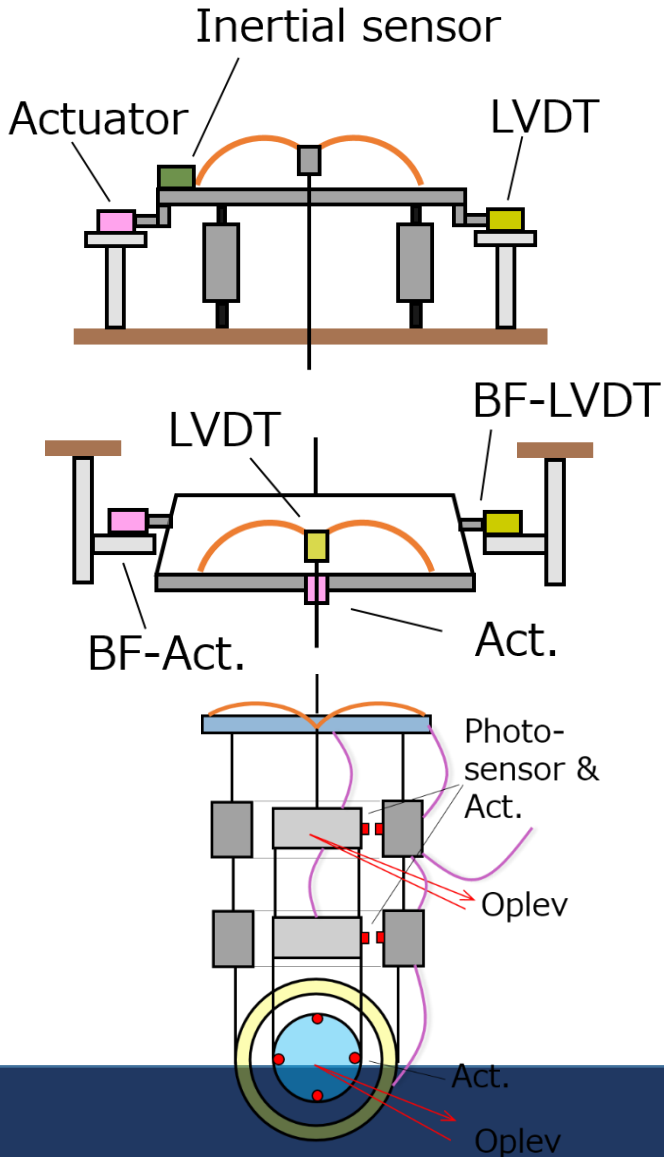 Inertial sensor
Actuator
LVDT
BF-LVDT
LVDT
BF-Act.
Act.
Photo-
sensor &
Act.
Oplev
Act.
Oplev